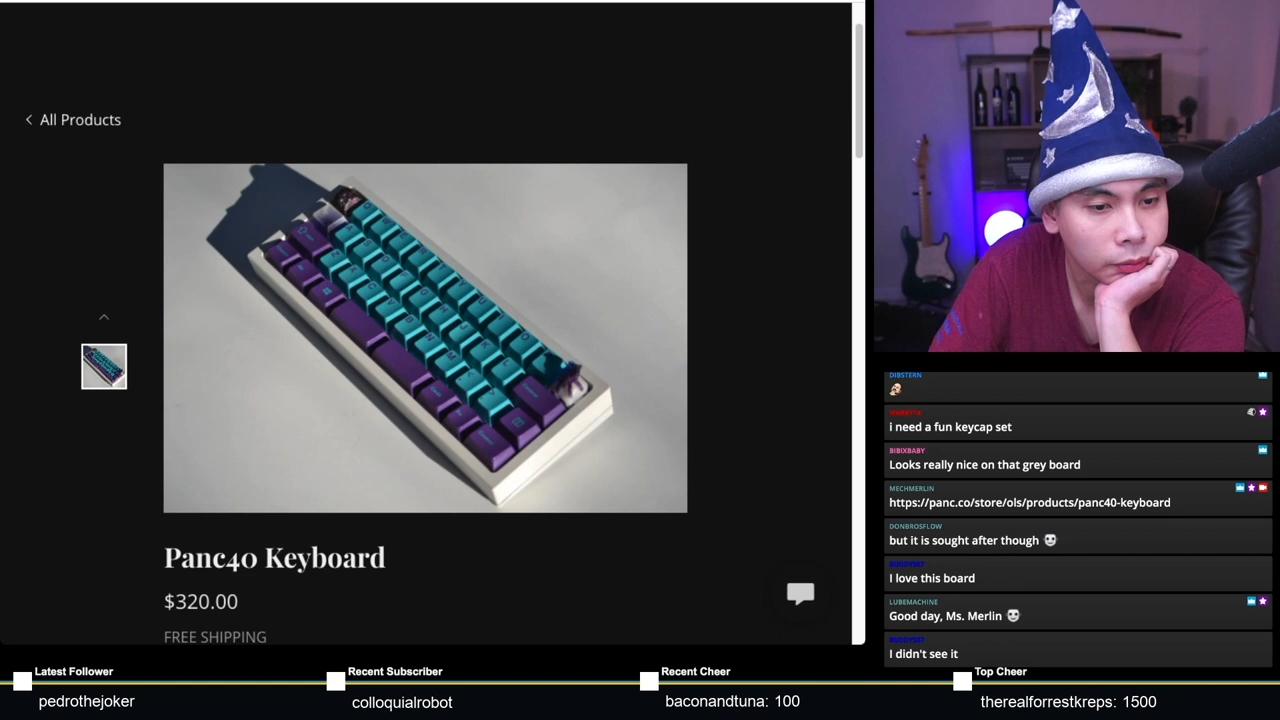 All Products
Panc40 Keyboard
$320.00
FREE SHIPPING
DIBSTERN
i need a fun keycap set
BIBIXBABY
Looks really nice on that grey board
MECHMERLIN
https://panc.co/store/ols/products/panc40-keyboard
DONBROSFLOW
but it is sought after though
I love this board
LUBEMACHINE
Good day, Ms. Merlin
I didn't see it
Latest Follower
pedrothejoker
Recent Subscriber
colloquialrobot
Recent Cheer
baconandtuna: 100
Top Cheer
therealforrestkreps: 1500